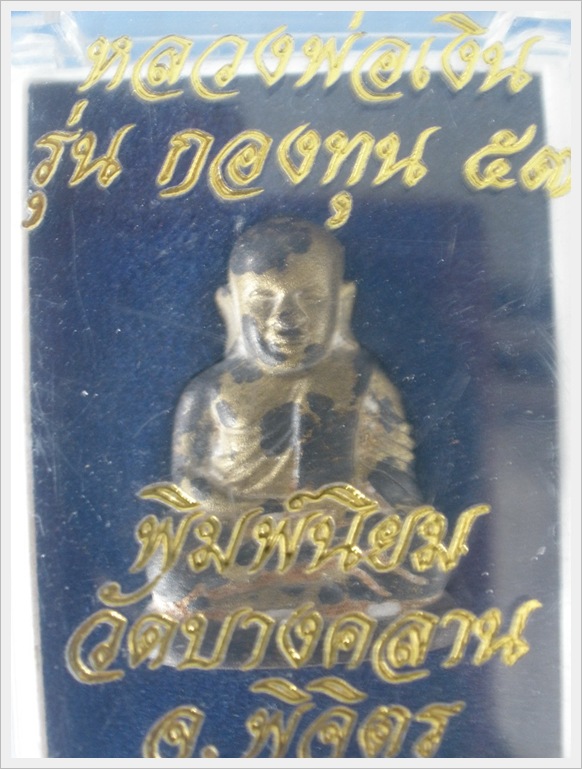 หลวงพ่อเงิน
รุ่น กองทุน ๕๓
พิมพ์นิยม
วัดบางคลาน
จ.พิจิตร